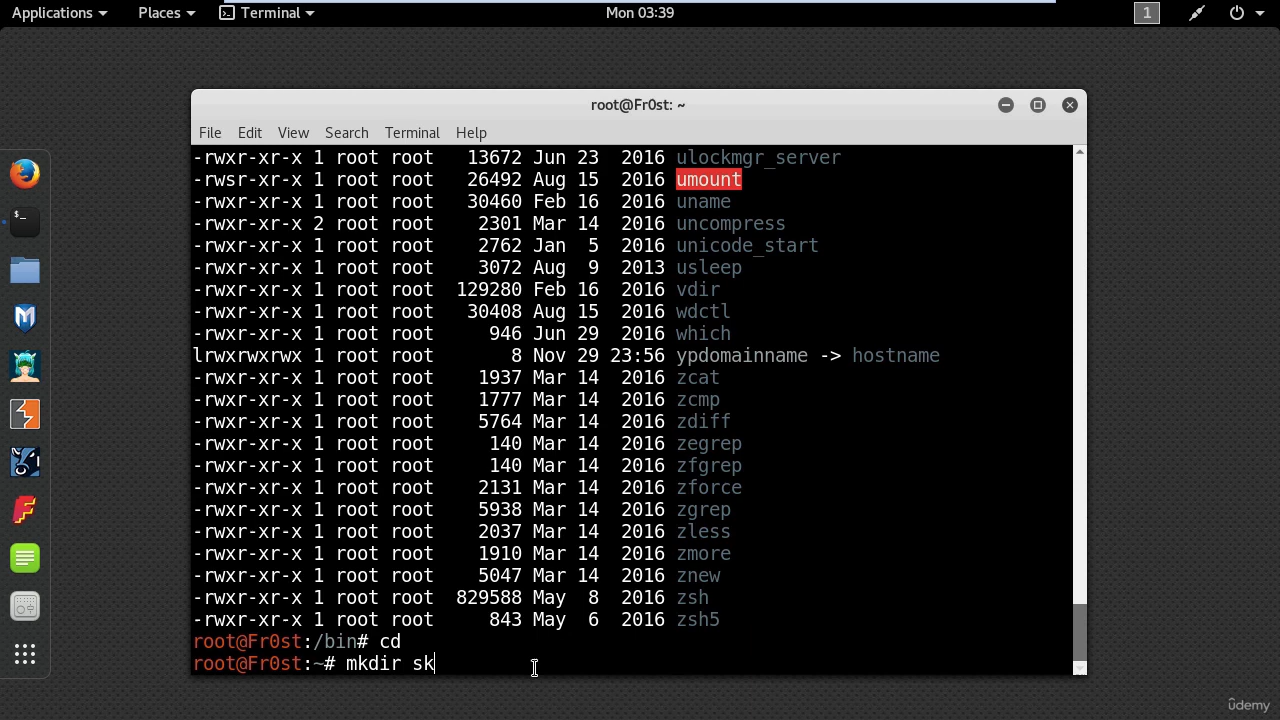 Applications Places Terminal Mon 03:39 1
root@Fr0st: ~
File Edit View Search Terminal Help
-rwxr-xr-x 1 root root 13672 Jun 23 2016 ulockmgr_server
-rwsr-xr-x 1 root root 26492 Aug 15 2016 umount
-rwxr-xr-x 1 root root 30460 Feb 16 2016 uname
-rwxr-xr-x 2 root root 2301 Mar 14 2016 uncompress
-rwxr-xr-x 1 root root 2762 Jan 5 2016 unicode_start
-rwxr-xr-x 1 root root 3072 Aug 9 2013 usleep
-rwxr-xr-x 1 root root 129280 Feb 16 2016 vdir
-rwxr-xr-x 1 root root 30408 Aug 15 2016 wdctl
-rwxr-xr-x 1 root root 946 Jun 29 2016 which
lrwxrwxrwx 1 root root 8 Nov 29 23:56 ypdomainname -> hostname
-rwxr-xr-x 1 root root 1937 Mar 14 2016 zcat
-rwxr-xr-x 1 root root 1777 Mar 14 2016 zcmp
-rwxr-xr-x 1 root root 5764 Mar 14 2016 zdiff
-rwxr-xr-x 1 root root 140 Mar 14 2016 zegrep
-rwxr-xr-x 1 root root 140 Mar 14 2016 zfgrep
-rwxr-xr-x 1 root root 2131 Mar 14 2016 zforce
-rwxr-xr-x 1 root root 5938 Mar 14 2016 zgrep
-rwxr-xr-x 1 root root 2037 Mar 14 2016 zless
-rwxr-xr-x 1 root root 1910 Mar 14 2016 zmore
-rwxr-xr-x 1 root root 5047 Mar 14 2016 znew
-rwxr-xr-x 1 root root 829588 May 8 2016 zsh
-rwxr-xr-x 1 root root 843 May 6 2016 zsh5
root@Fr0st:/bin# cd
root@Fr0st:~# mkdir sk
ûdemy